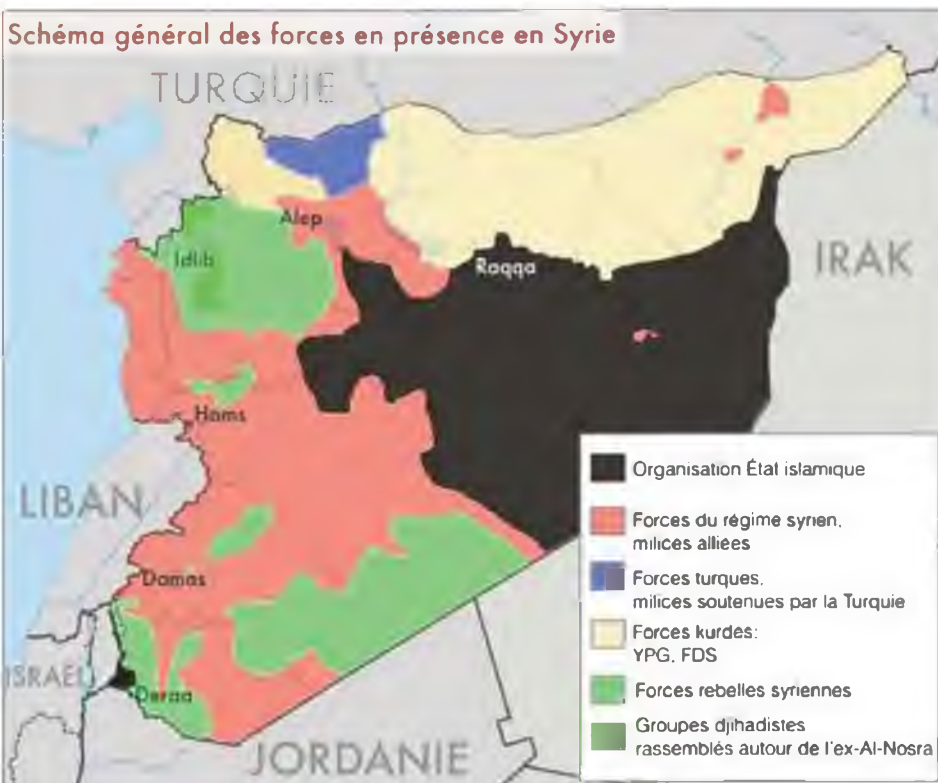 Schéma général des forces en présence en Syrie
TURQUIE
Alep
Idlib
Raqqa
IRAK
Homs
LIBAN
Damas
ISRAËL
Deraa
JORDANIE
Organisation État islamique
Forces du régime syrien,
milices alliées
Forces turques,
milices soutenues par la Turquie
Forces kurdes:
YPG, FDS
Forces rebelles syriennes
Groupes djihadistes
rassemblés autour de l'ex-Al-Nosra